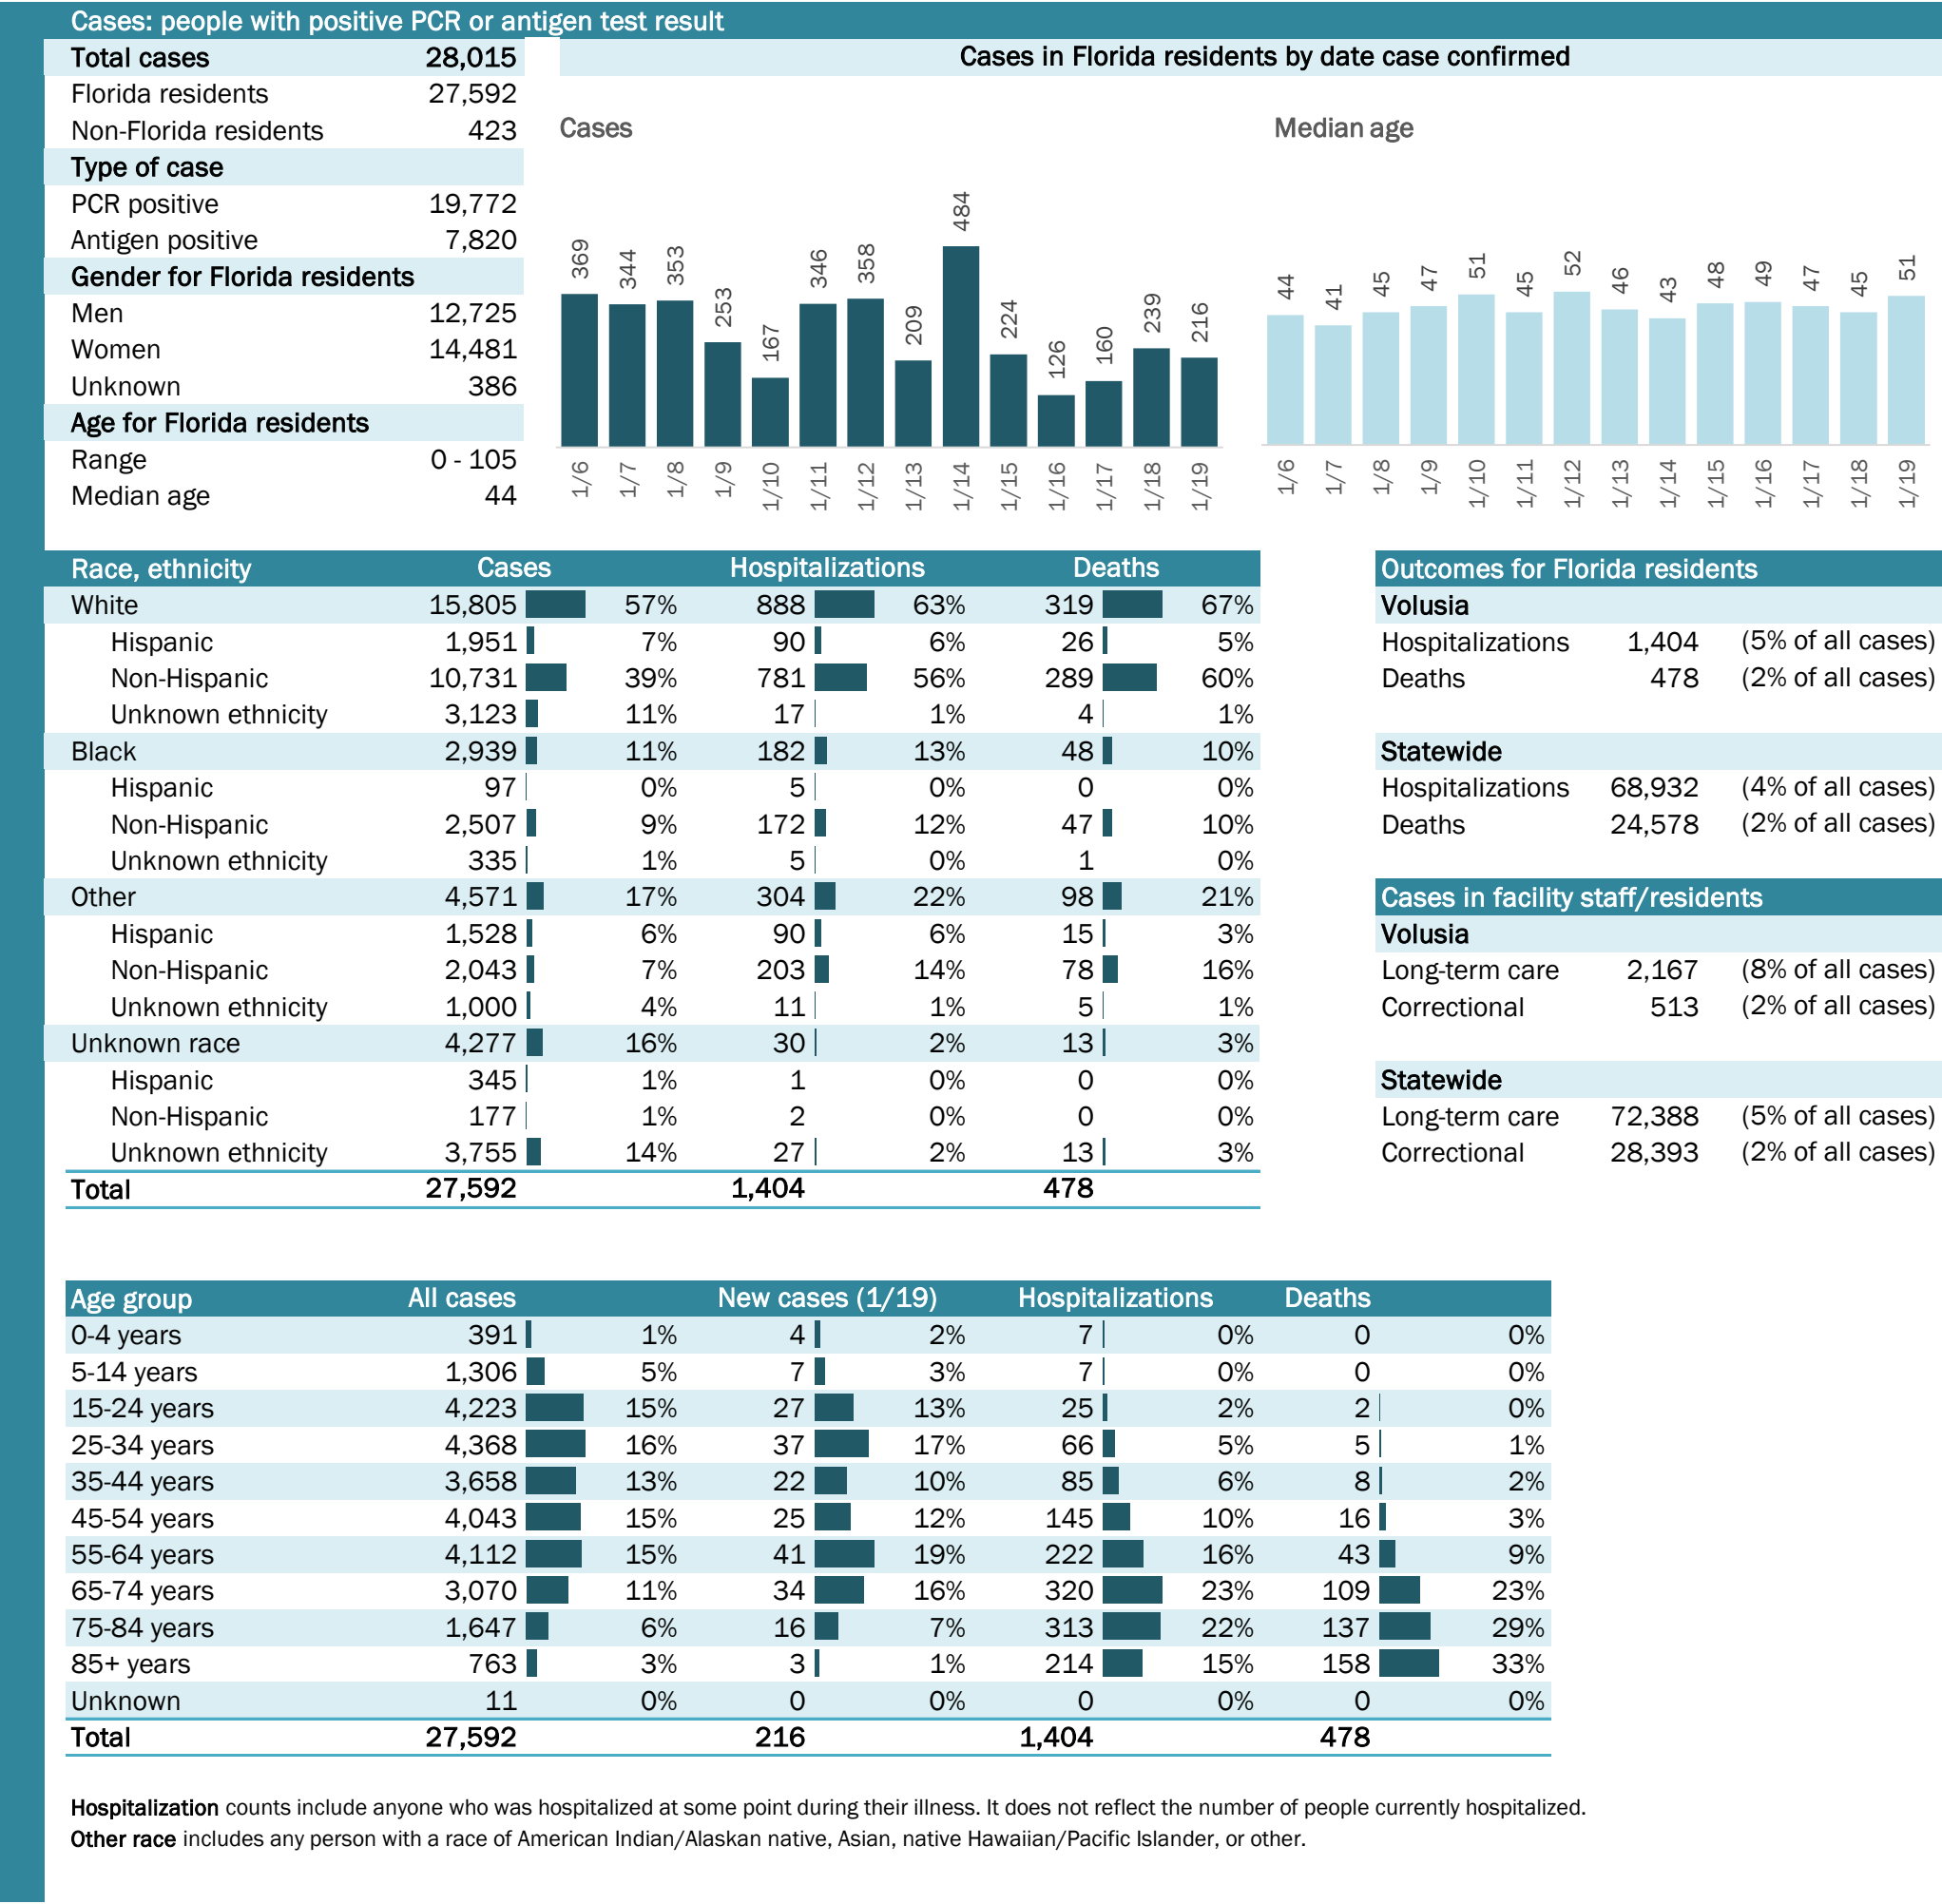 Cases: people with positive PCR or antigen test result
Total cases 28,015
Florida residents 27,592
Non-Florida residents 423
Type of case
PCR positive 19,772
Antigen positive 7,820
Gender for Florida residents
Men 12,725
Women 14,481
Unknown 386
Age for Florida residents
Range 0 - 105
Median age 44
Cases in Florida residents by date case confirmed
Cases
369 344 353 253 167 346 358 209 484 224 126 160 239 216
1/6 1/7 1/8 1/9 1/10 1/11 1/12 1/13 1/14 1/15 1/16 1/17 1/18 1/19
Median age
44 41 45 47 51 45 52 46 43 48 49 47 45 51
1/6 1/7 1/8 1/9 1/10 1/11 1/12 1/13 1/14 1/15 1/16 1/17 1/18 1/19
Race, ethnicity Cases Hospitalizations Deaths
White 15,805 57% 888 63% 319 67%
Hispanic 1,951 7% 90 6% 26 5%
Non-Hispanic 10,731 39% 781 56% 289 60%
Unknown ethnicity 3,123 11% 17 1% 4 1%
Black 2,939 11% 182 13% 48 10%
Hispanic 97 0% 5 0% 0 0%
Non-Hispanic 2,507 9% 172 12% 47 10%
Unknown ethnicity 335 1% 5 0% 1 0%
Other 4,571 17% 304 22% 98 21%
Hispanic 1,528 6% 90 6% 15 3%
Non-Hispanic 2,043 7% 203 14% 78 16%
Unknown ethnicity 1,000 4% 11 1% 5 1%
Unknown race 4,277 16% 30 2% 13 3%
Hispanic 345 1% 1 0% 0 0%
Non-Hispanic 177 1% 2 0% 0 0%
Unknown ethnicity 3,755 14% 27 2% 13 3%
Total 27,592 1,404 478
Outcomes for Florida residents
Volusia
Hospitalizations 1,404 (5% of all cases)
Deaths 478 (2% of all cases)
Statewide
Hospitalizations 68,932 (4% of all cases)
Deaths 24,578 (2% of all cases)
Cases in facility staff/residents
Volusia
Long-term care 2,167 (8% of all cases)
Correctional 513 (2% of all cases)
Statewide
Long-term care 72,388 (5% of all cases)
Correctional 28,393 (2% of all cases)
Age group All cases New cases (1/19) Hospitalizations Deaths
0-4 years 391 1% 4 2% 7 0% 0 0%
5-14 years 1,306 5% 7 3% 7 0% 0 0%
15-24 years 4,223 15% 27 13% 25 2% 2 0%
25-34 years 4,368 16% 37 17% 66 5% 5 1%
35-44 years 3,658 13% 22 10% 85 6% 8 2%
45-54 years 4,043 15% 25 12% 145 10% 16 3%
55-64 years 4,112 15% 41 19% 222 16% 43 9%
65-74 years 3,070 11% 34 16% 320 23% 109 23%
75-84 years 1,647 6% 16 7% 313 22% 137 29%
85+ years 763 3% 3 1% 214 15% 158 33%
Unknown 11 0% 0 0% 0 0% 0 0%
Total 27,592 216 1,404 478
Hospitalization counts include anyone who was hospitalized at some point during their illness. It does not reflect the number of people currently hospitalized.
Other race includes any person with a race of American Indian/Alaskan native, Asian, native Hawaiian/Pacific Islander, or other.